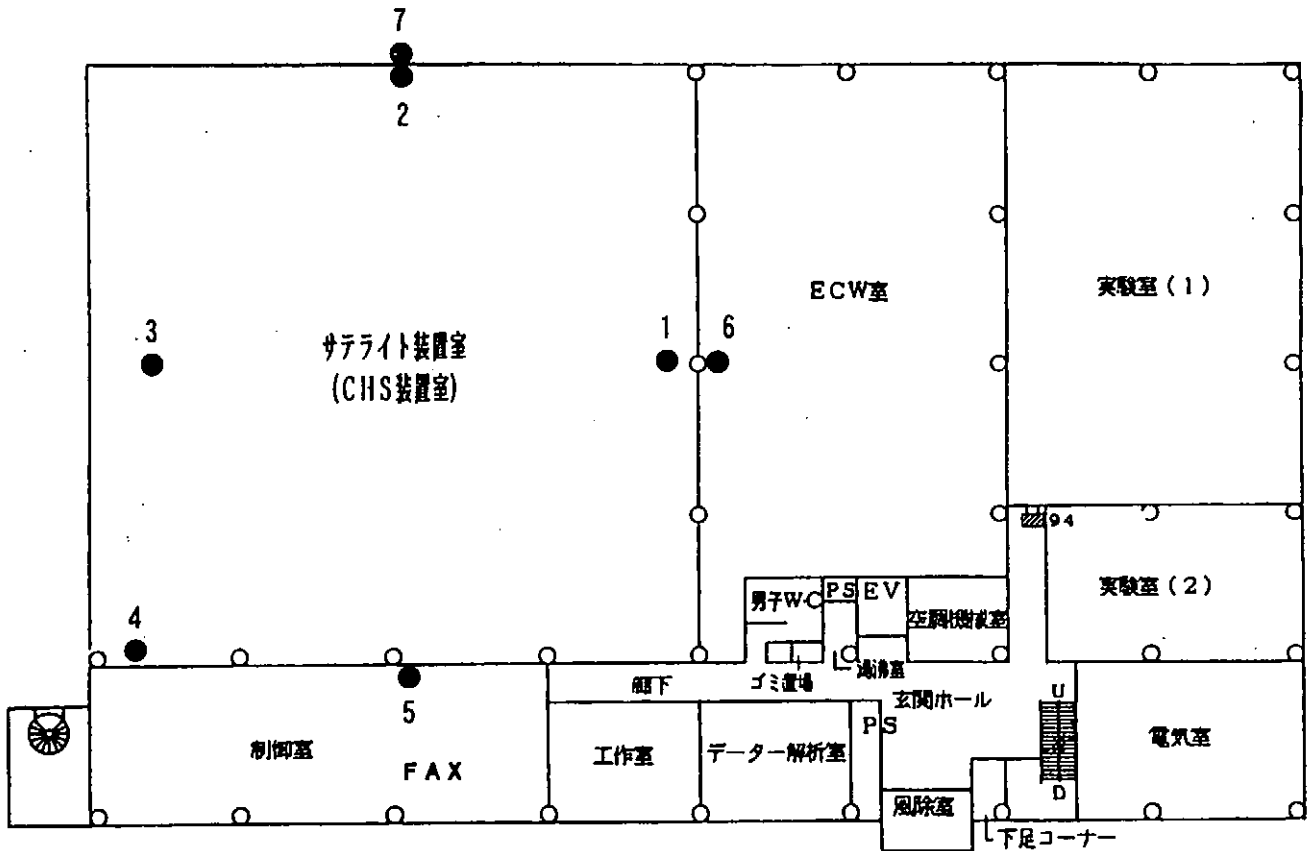 7
2
ECW室
実験室(1)
3
1
6
サテライト装置室
(CHS装置室)
94
男子W.C
PS
EV
空調機械室
実験室(2)
4
廊下
ゴミ置場
湯沸室
玄関ホール
U
5
PS
制御室
FAX
工作室
データー解析室
電気室
D
風除室
下足コーナー